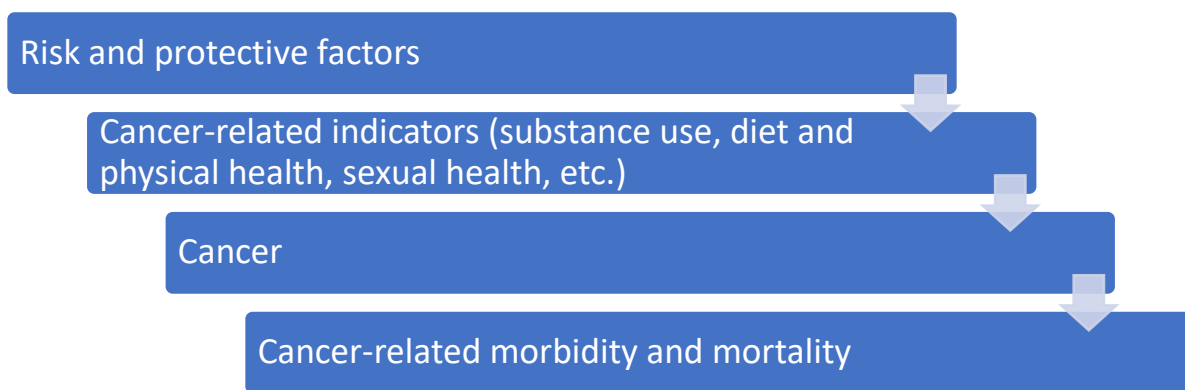 Risk and protective factors
Cancer-related indicators (substance use, diet and
physical health, sexual health, etc.)
Cancer
Cancer-related morbidity and mortality